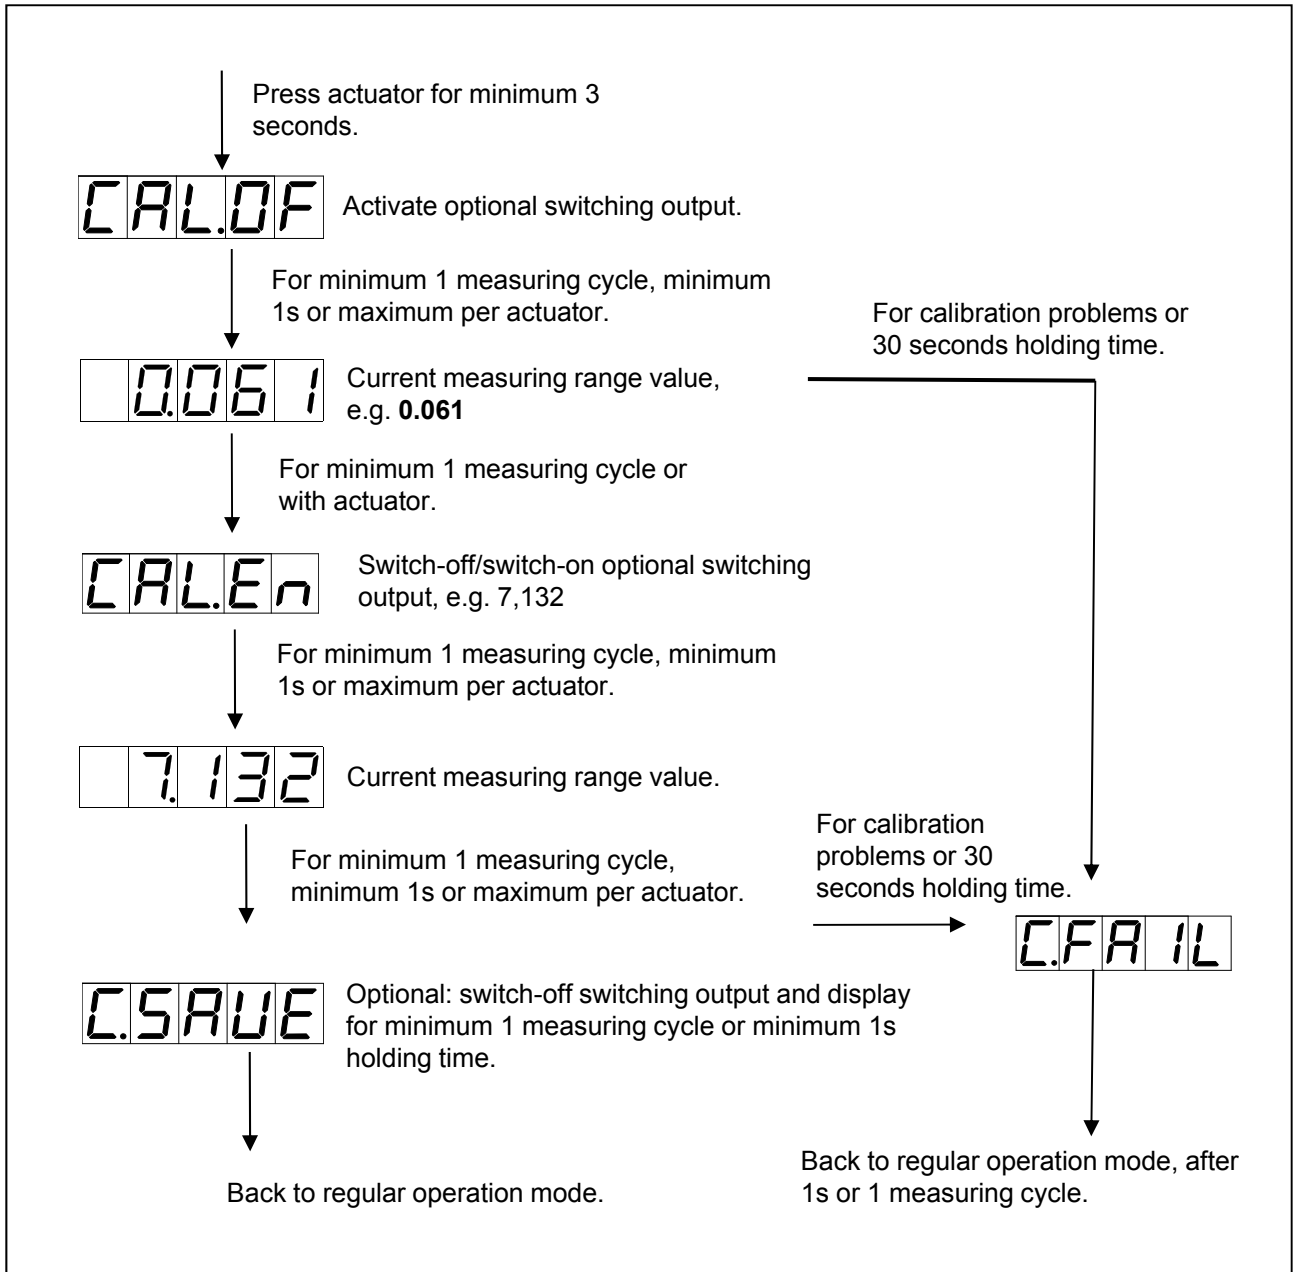 Press actuator for minimum 3
seconds.
CAL.OF
Activate optional switching output.
For minimum 1 measuring cycle, minimum
1s or maximum per actuator.
For calibration problems or
30 seconds holding time.
0.061
Current measuring range value,
e.g. 0.061
For minimum 1 measuring cycle or
with actuator.
CAL.En
Switch-off/switch-on optional switching
output, e.g. 7,132
For minimum 1 measuring cycle, minimum
1s or maximum per actuator.
7.132
Current measuring range value.
For minimum 1 measuring cycle,
minimum 1s or maximum per actuator.
For calibration
problems or 30
seconds holding time.
C.FAIL
C.SAVE
Optional: switch-off switching output and display
for minimum 1 measuring cycle or minimum 1s
holding time.
Back to regular operation mode.
Back to regular operation mode, after
1s or 1 measuring cycle.